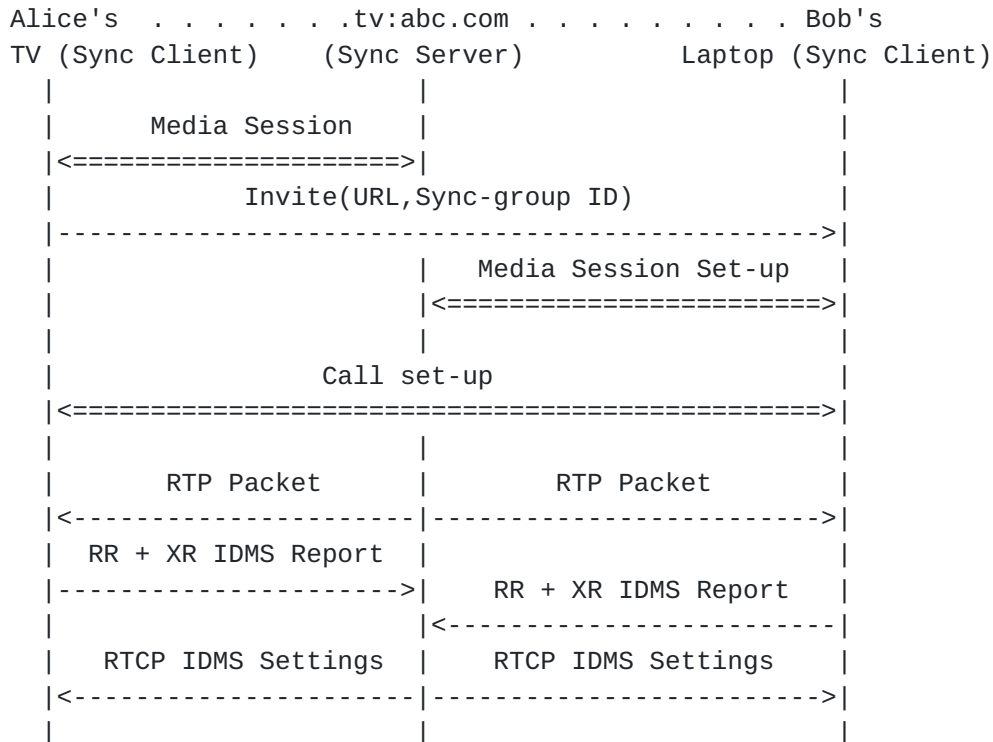 Alice's  . . . . . . .tv:abc.com . . . . . . . . . Bob's
TV (Sync Client)    (Sync Server)          Laptop (Sync Client)
Media Session
Invite(URL,Sync-group ID)
Media Session Set-up
Call set-up
RTP Packet                RTP Packet
RR + XR IDMS Report
RR + XR IDMS Report
RTCP IDMS Settings        RTCP IDMS Settings